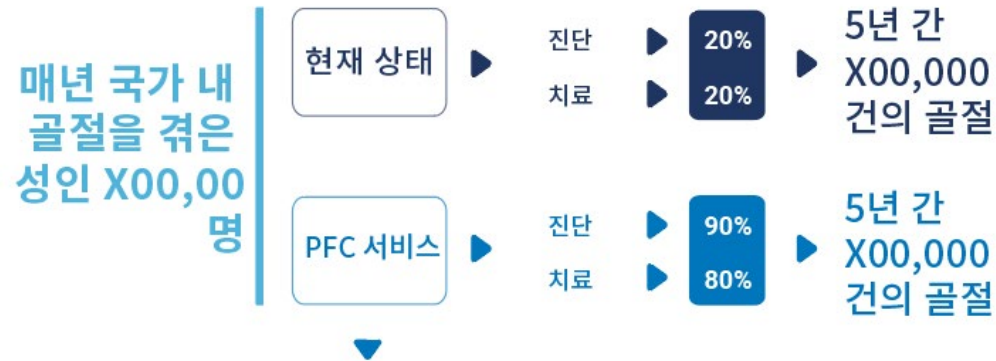 매년 국가 내
골절을 겪은
성인 X00,00
명
현재 상태
진단
20%
치료
20%
5년 간
X00,000
건의 골절
PFC 서비스
진단
90%
치료
80%
5년 간
X00,000
건의 골절